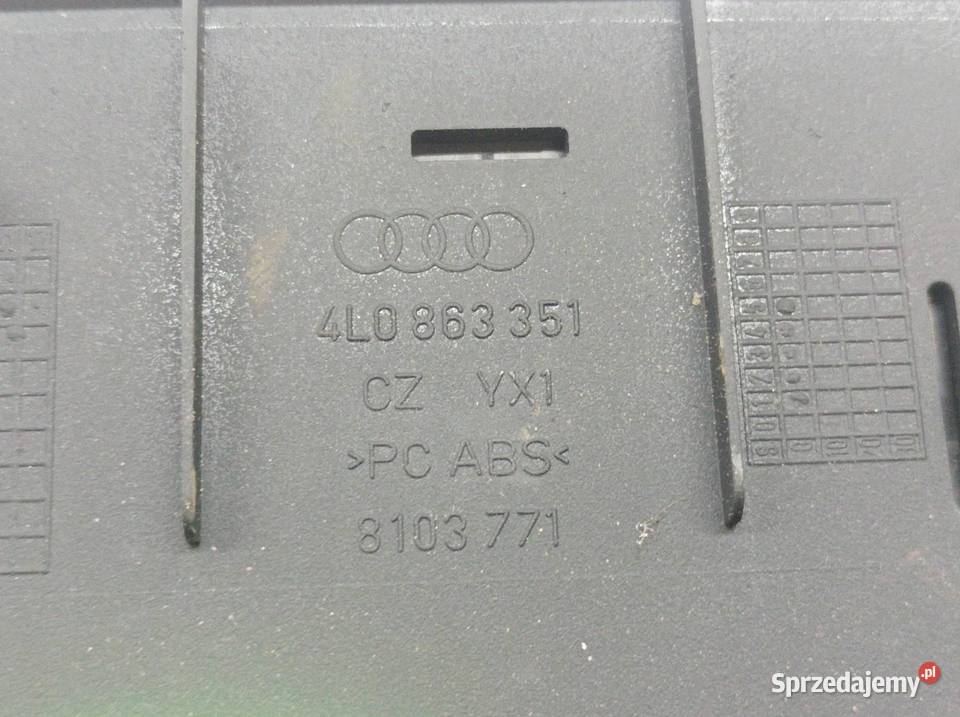 4L0 863 351
CZ YX1
>PC ABS<
8103 771
Sprzedajemy.pl